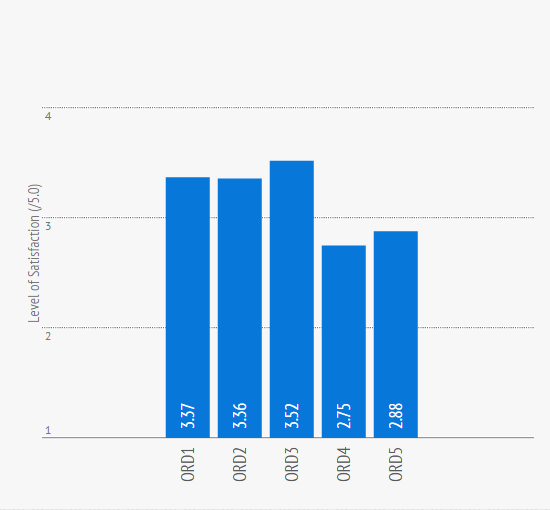 Level of Satisfaction (/5.0)
4
3
2
1
3.37
3.36
3.52
2.75
2.88
ORD1
ORD2
ORD3
ORD4
ORD5